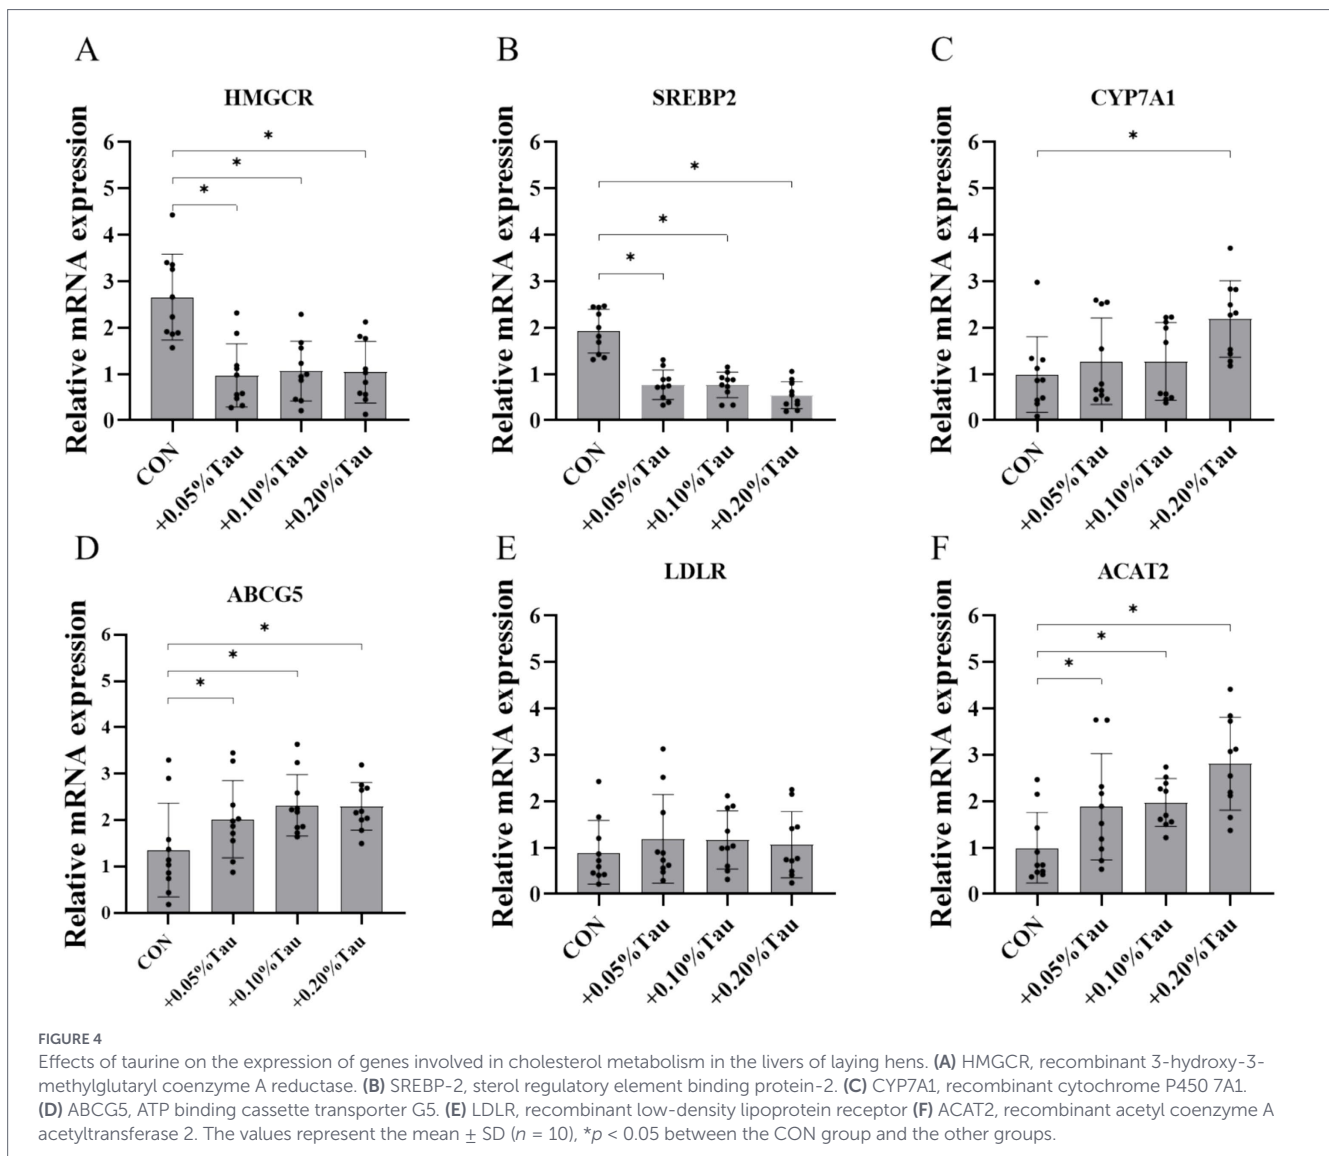 A
HMGCR
Relative mRNA expression
6
5
4
3
2
1
0
* * *
CON
+0.05%Tau
+0.10%Tau
+0.20%Tau
B
SREBP2
Relative mRNA expression
6
5
4
3
2
1
0
* * *
CON
+0.05%Tau
+0.10%Tau
+0.20%Tau
C
CYP7A1
Relative mRNA expression
6
5
4
3
2
1
0
*
CON
+0.05%Tau
+0.10%Tau
+0.20%Tau
D
ABCG5
Relative mRNA expression
6
5
4
3
2
1
0
* * *
CON
+0.05%Tau
+0.10%Tau
+0.20%Tau
E
LDLR
Relative mRNA expression
6
5
4
3
2
1
0
CON
+0.05%Tau
+0.10%Tau
+0.20%Tau
F
ACAT2
Relative mRNA expression
6
5
4
3
2
1
0
* * *
CON
+0.05%Tau
+0.10%Tau
+0.20%Tau
FIGURE 4
Effects of taurine on the expression of genes involved in cholesterol metabolism in the livers of laying hens. (A) HMGCR, recombinant 3-hydroxy-3-
methylglutaryl coenzyme A reductase. (B) SREBP-2, sterol regulatory element binding protein-2. (C) CYP7A1, recombinant cytochrome P450 7A1.
(D) ABCG5, ATP binding cassette transporter G5. (E) LDLR, recombinant low-density lipoprotein receptor (F) ACAT2, recombinant acetyl coenzyme A
acetyltransferase 2. The values represent the mean ± SD (n = 10), *p < 0.05 between the CON group and the other groups.